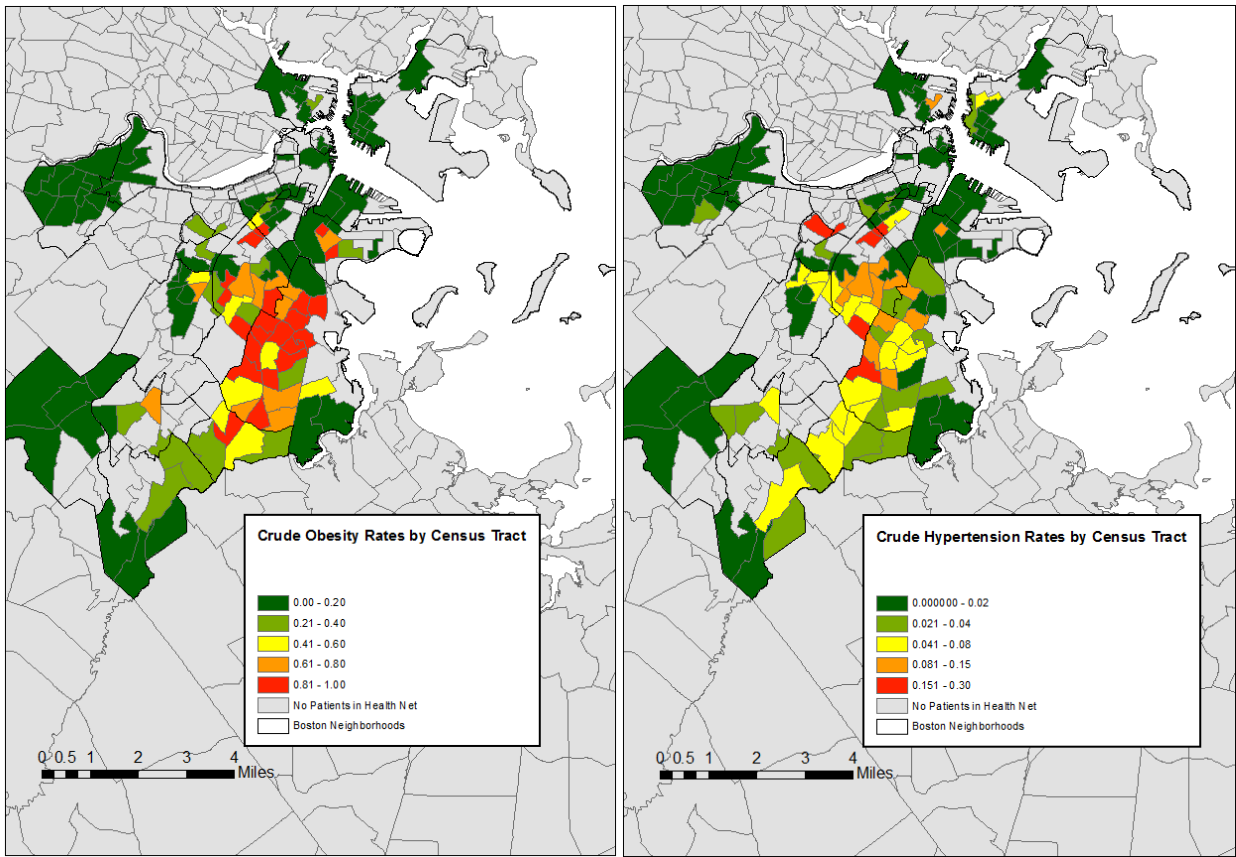 Crude Obesity Rates by Census Tract
0.00 - 0.20
0.21 - 0.40
0.41 - 0.60
0.61 - 0.80
0.81 - 1.00
No Patients in Health Net
Boston Neighborhoods
0 0.5 1 2 3 4
Miles
Crude Hypertension Rates by Census Tract
0.000000 - 0.02
0.021 - 0.04
0.041 - 0.08
0.081 - 0.15
0.151 - 0.30
No Patients in Health Net
Boston Neighborhoods
0 0.5 1 2 3 4
Miles